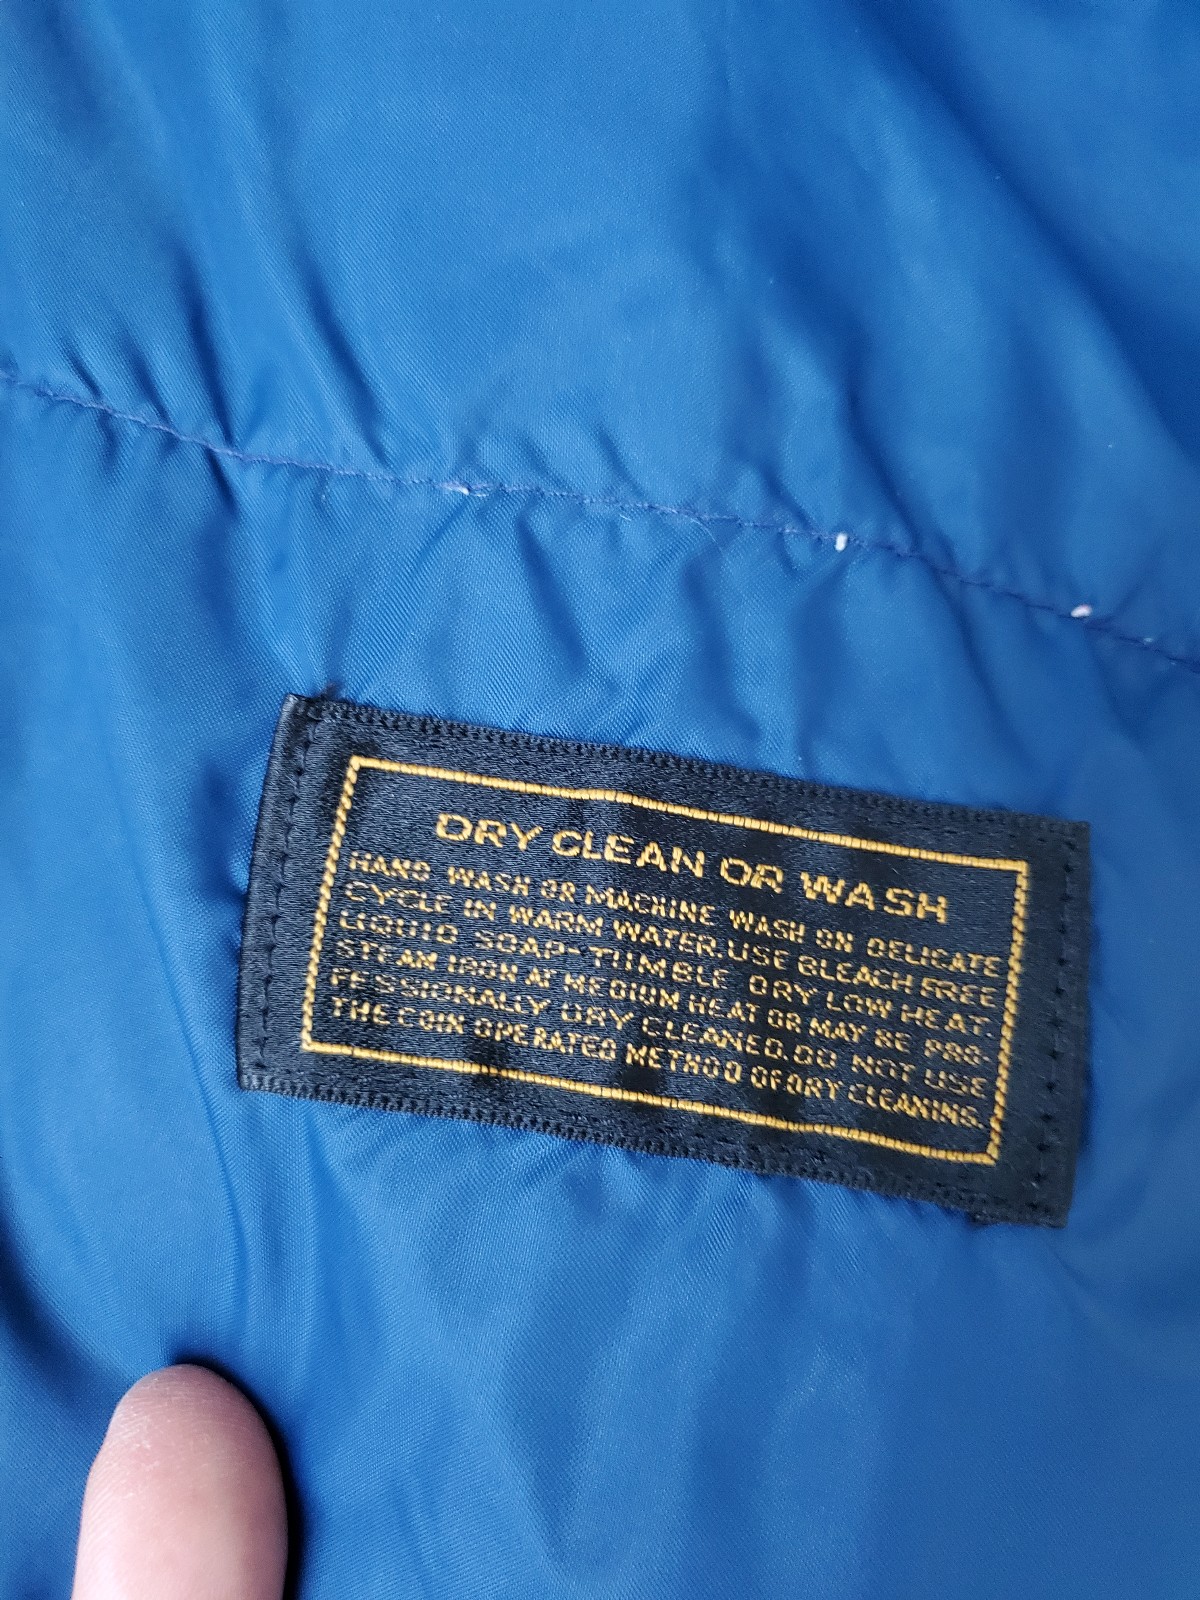 DRY CLEAN OR WASH
HAND WASH OR MACHINE WASH ON DELICATE
CYCLE IN WARM WATER. USE BLEACH FREE
LIQUID SOAP-TUMBLE DRY LOW HEAT.
STEAM IRON AT MEDIUM HEAT OR MAY BE PRO-
FESSIONALLY DRY CLEANED. DO NOT USE
THE COIN OPERATED METHOD OF DRY CLEANING.